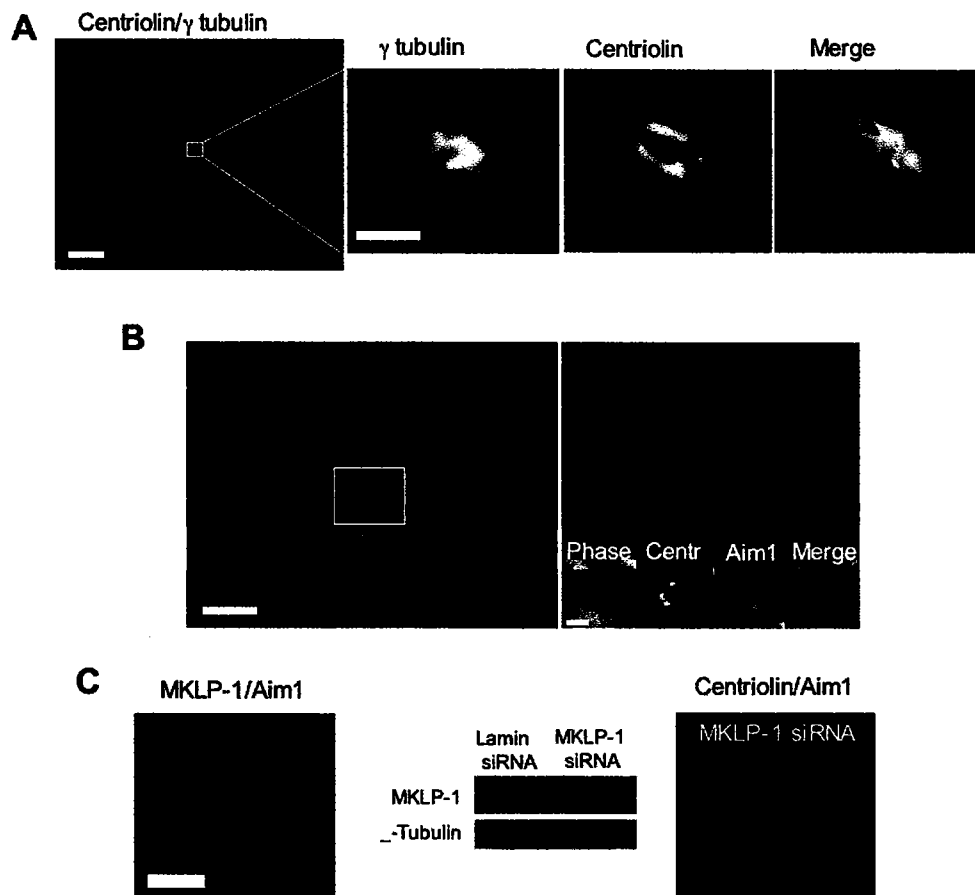 A
Centriolin/γ tubulin
γ tubulin
Centriolin
Merge
B
Phase Centr Aim1 Merge
C
MKLP-1/Aim1
Lamin siRNA
MKLP-1 siRNA
MKLP-1
_-Tubulin
Centriolin/Aim1
MKLP-1 siRNA